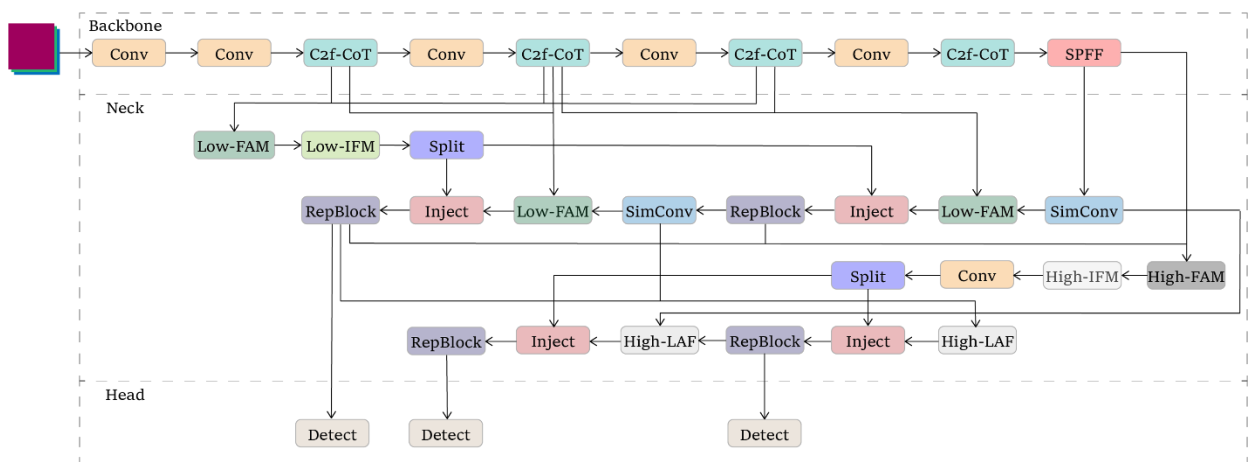 Backbone
Conv Conv C2f-CoT Conv C2f-CoT Conv C2f-CoT Conv C2f-CoT SPFF
Neck
Low-FAM Low-IFM Split
RepBlock Inject Low-FAM SimConv RepBlock Inject Low-FAM SimConv
Split Conv High-IFM High-FAM
RepBlock Inject High-LAF RepBlock Inject High-LAF
Head
Detect Detect Detect